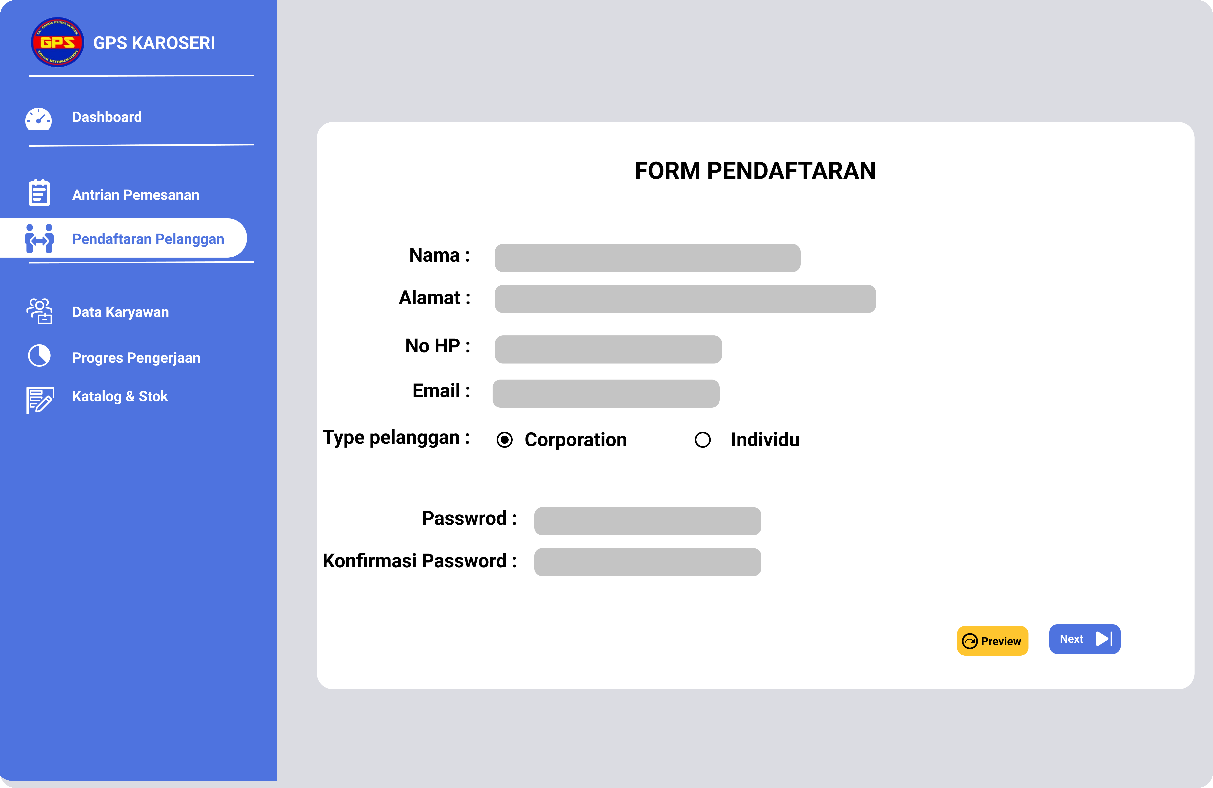 GPS
GPS KAROSERI
Dashboard
Antrian Pemesanan
Pendaftaran Pelanggan
Data Karyawan
Progres Pengerjaan
Katalog & Stok
FORM PENDAFTARAN
Nama :
Alamat :
No HP :
Email :
Type pelanggan : Corporation Individu
Passwrod :
Konfirmasi Password :
Preview Next